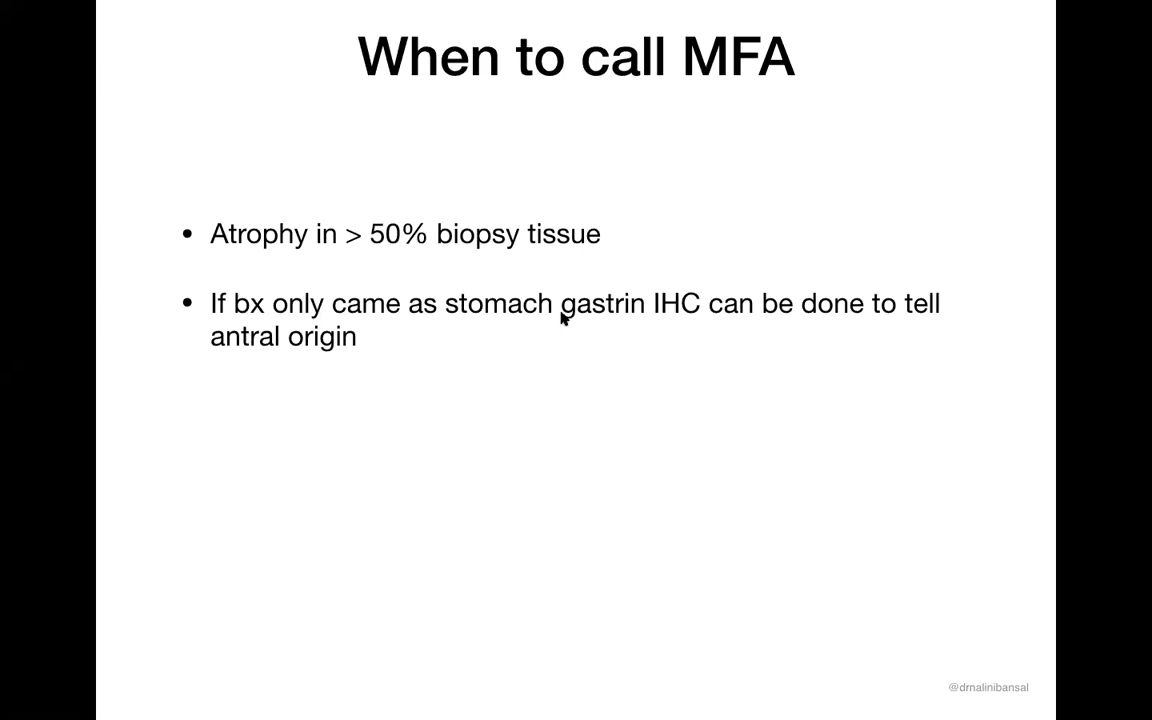 When to call MFA
• Atrophy in > 50% biopsy tissue
• If bx only came as stomach gastrin IHC can be done to tell
antral origin
@drnalinibansal